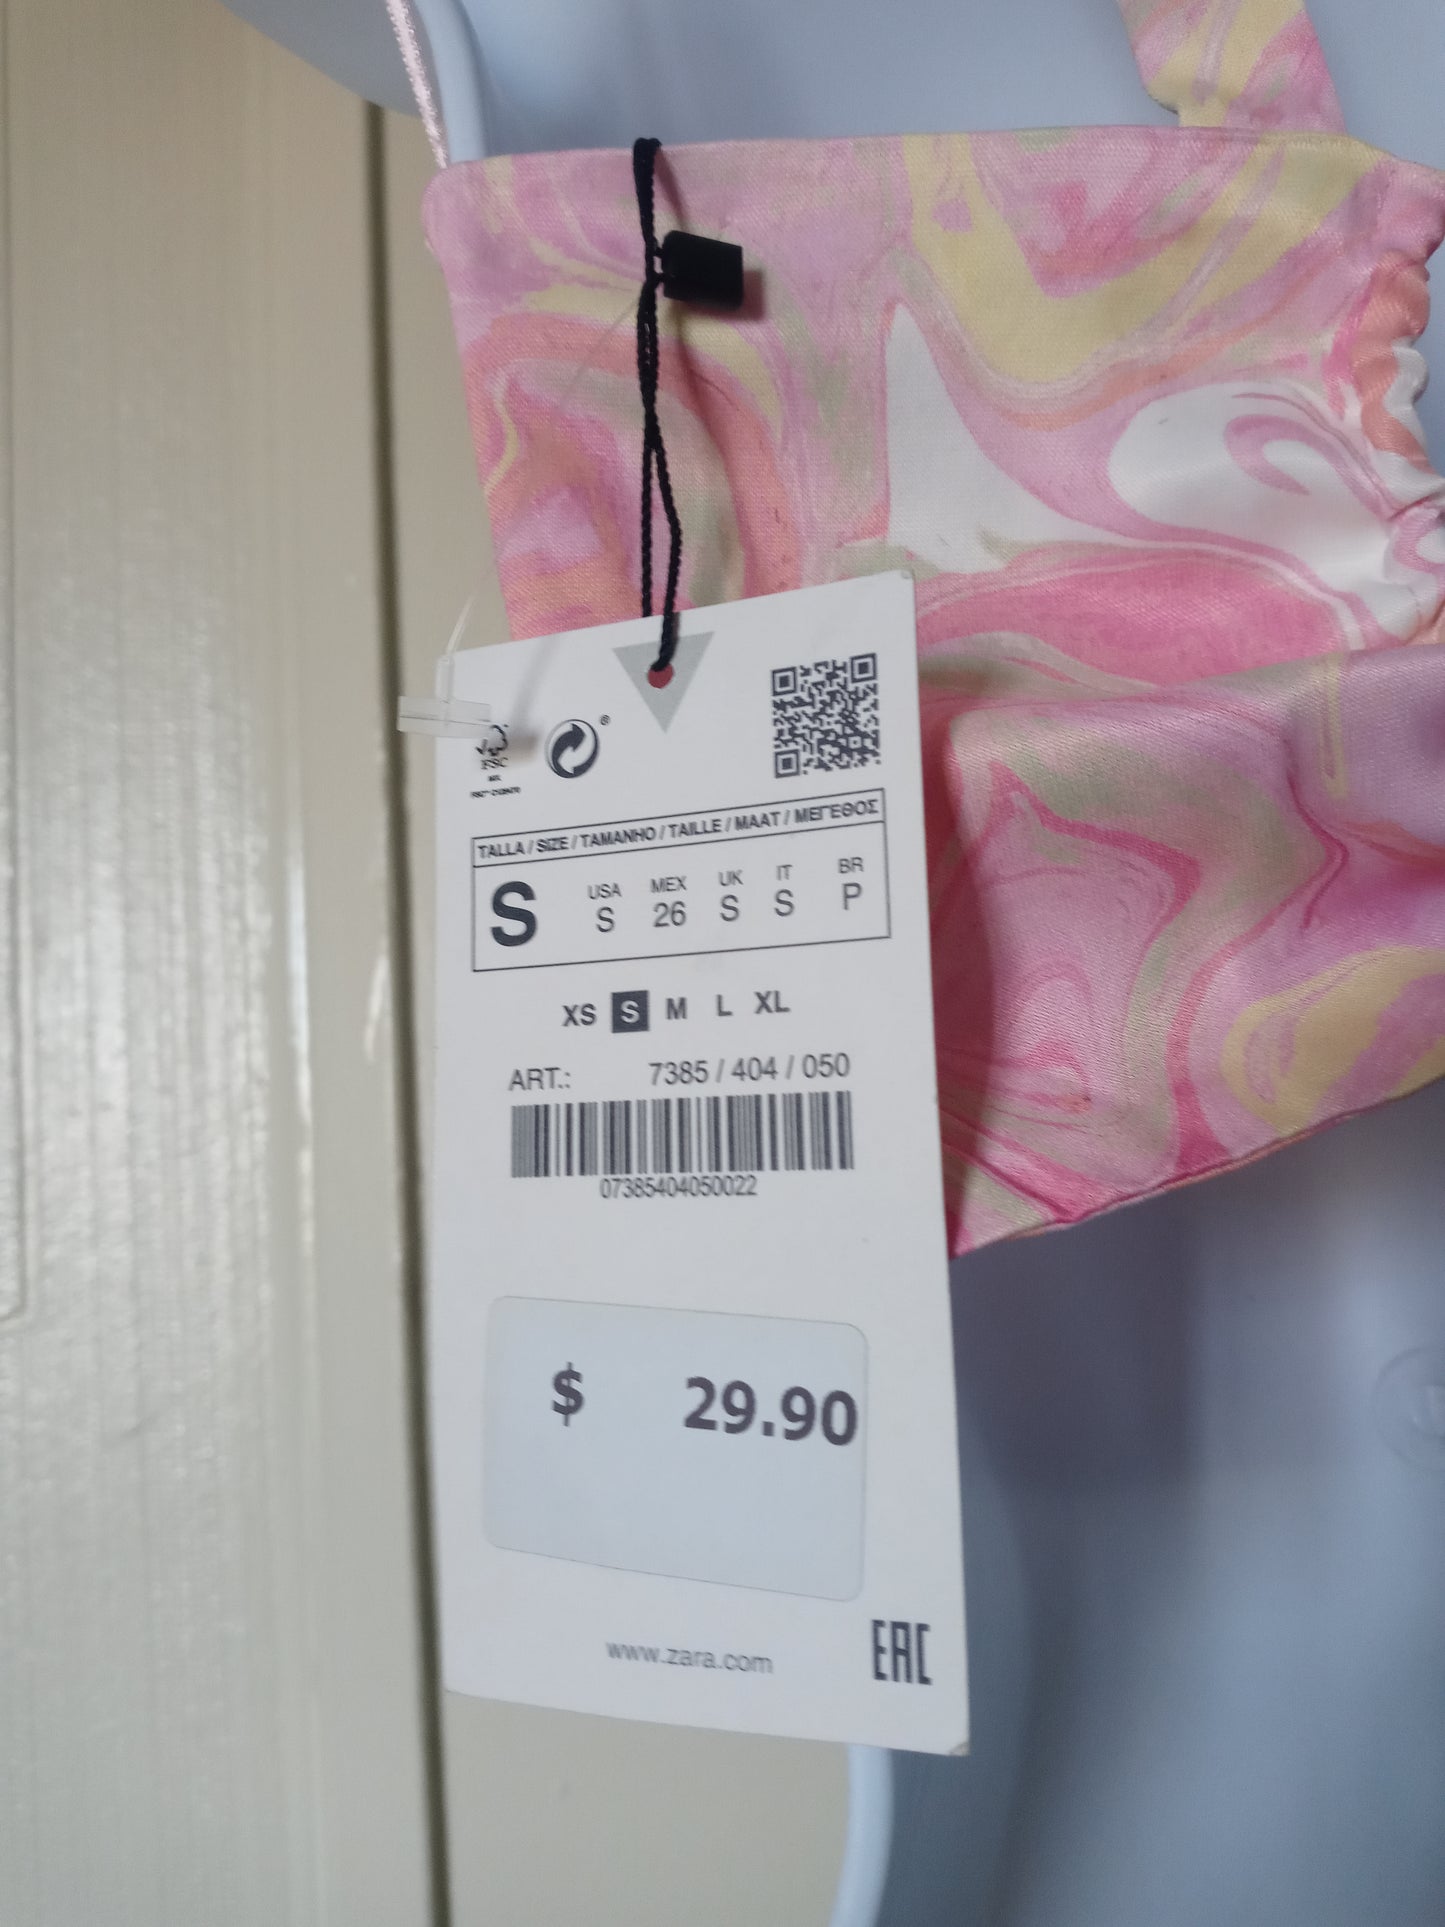 FSC
®
TALLA / SIZE / TAMANHO / TAILLE / MAAT / ΜΕΓΕΘΟΣ
S USA MEX UK IT BR
S 26 S S P
XS S M L XL
ART.: 7385 / 404 / 050
07385404050022
$ 29.90
www.zara.com
EAC